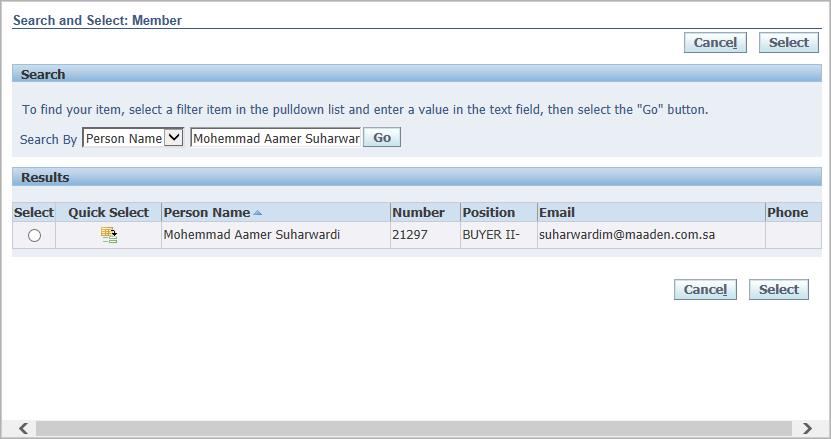 Search and Select: Member
Cancel Select
Search
To find your item, select a filter item in the pulldown list and enter a value in the text field, then select the "Go" button.
Search By Person Name Mohemmad Aamer Suharwar Go
Results
Select Quick Select Person Name Number Position Email Phone
Mohemmad Aamer Suharwardi 21297 BUYER II- suharwardim@maaden.com.sa
Cancel Select